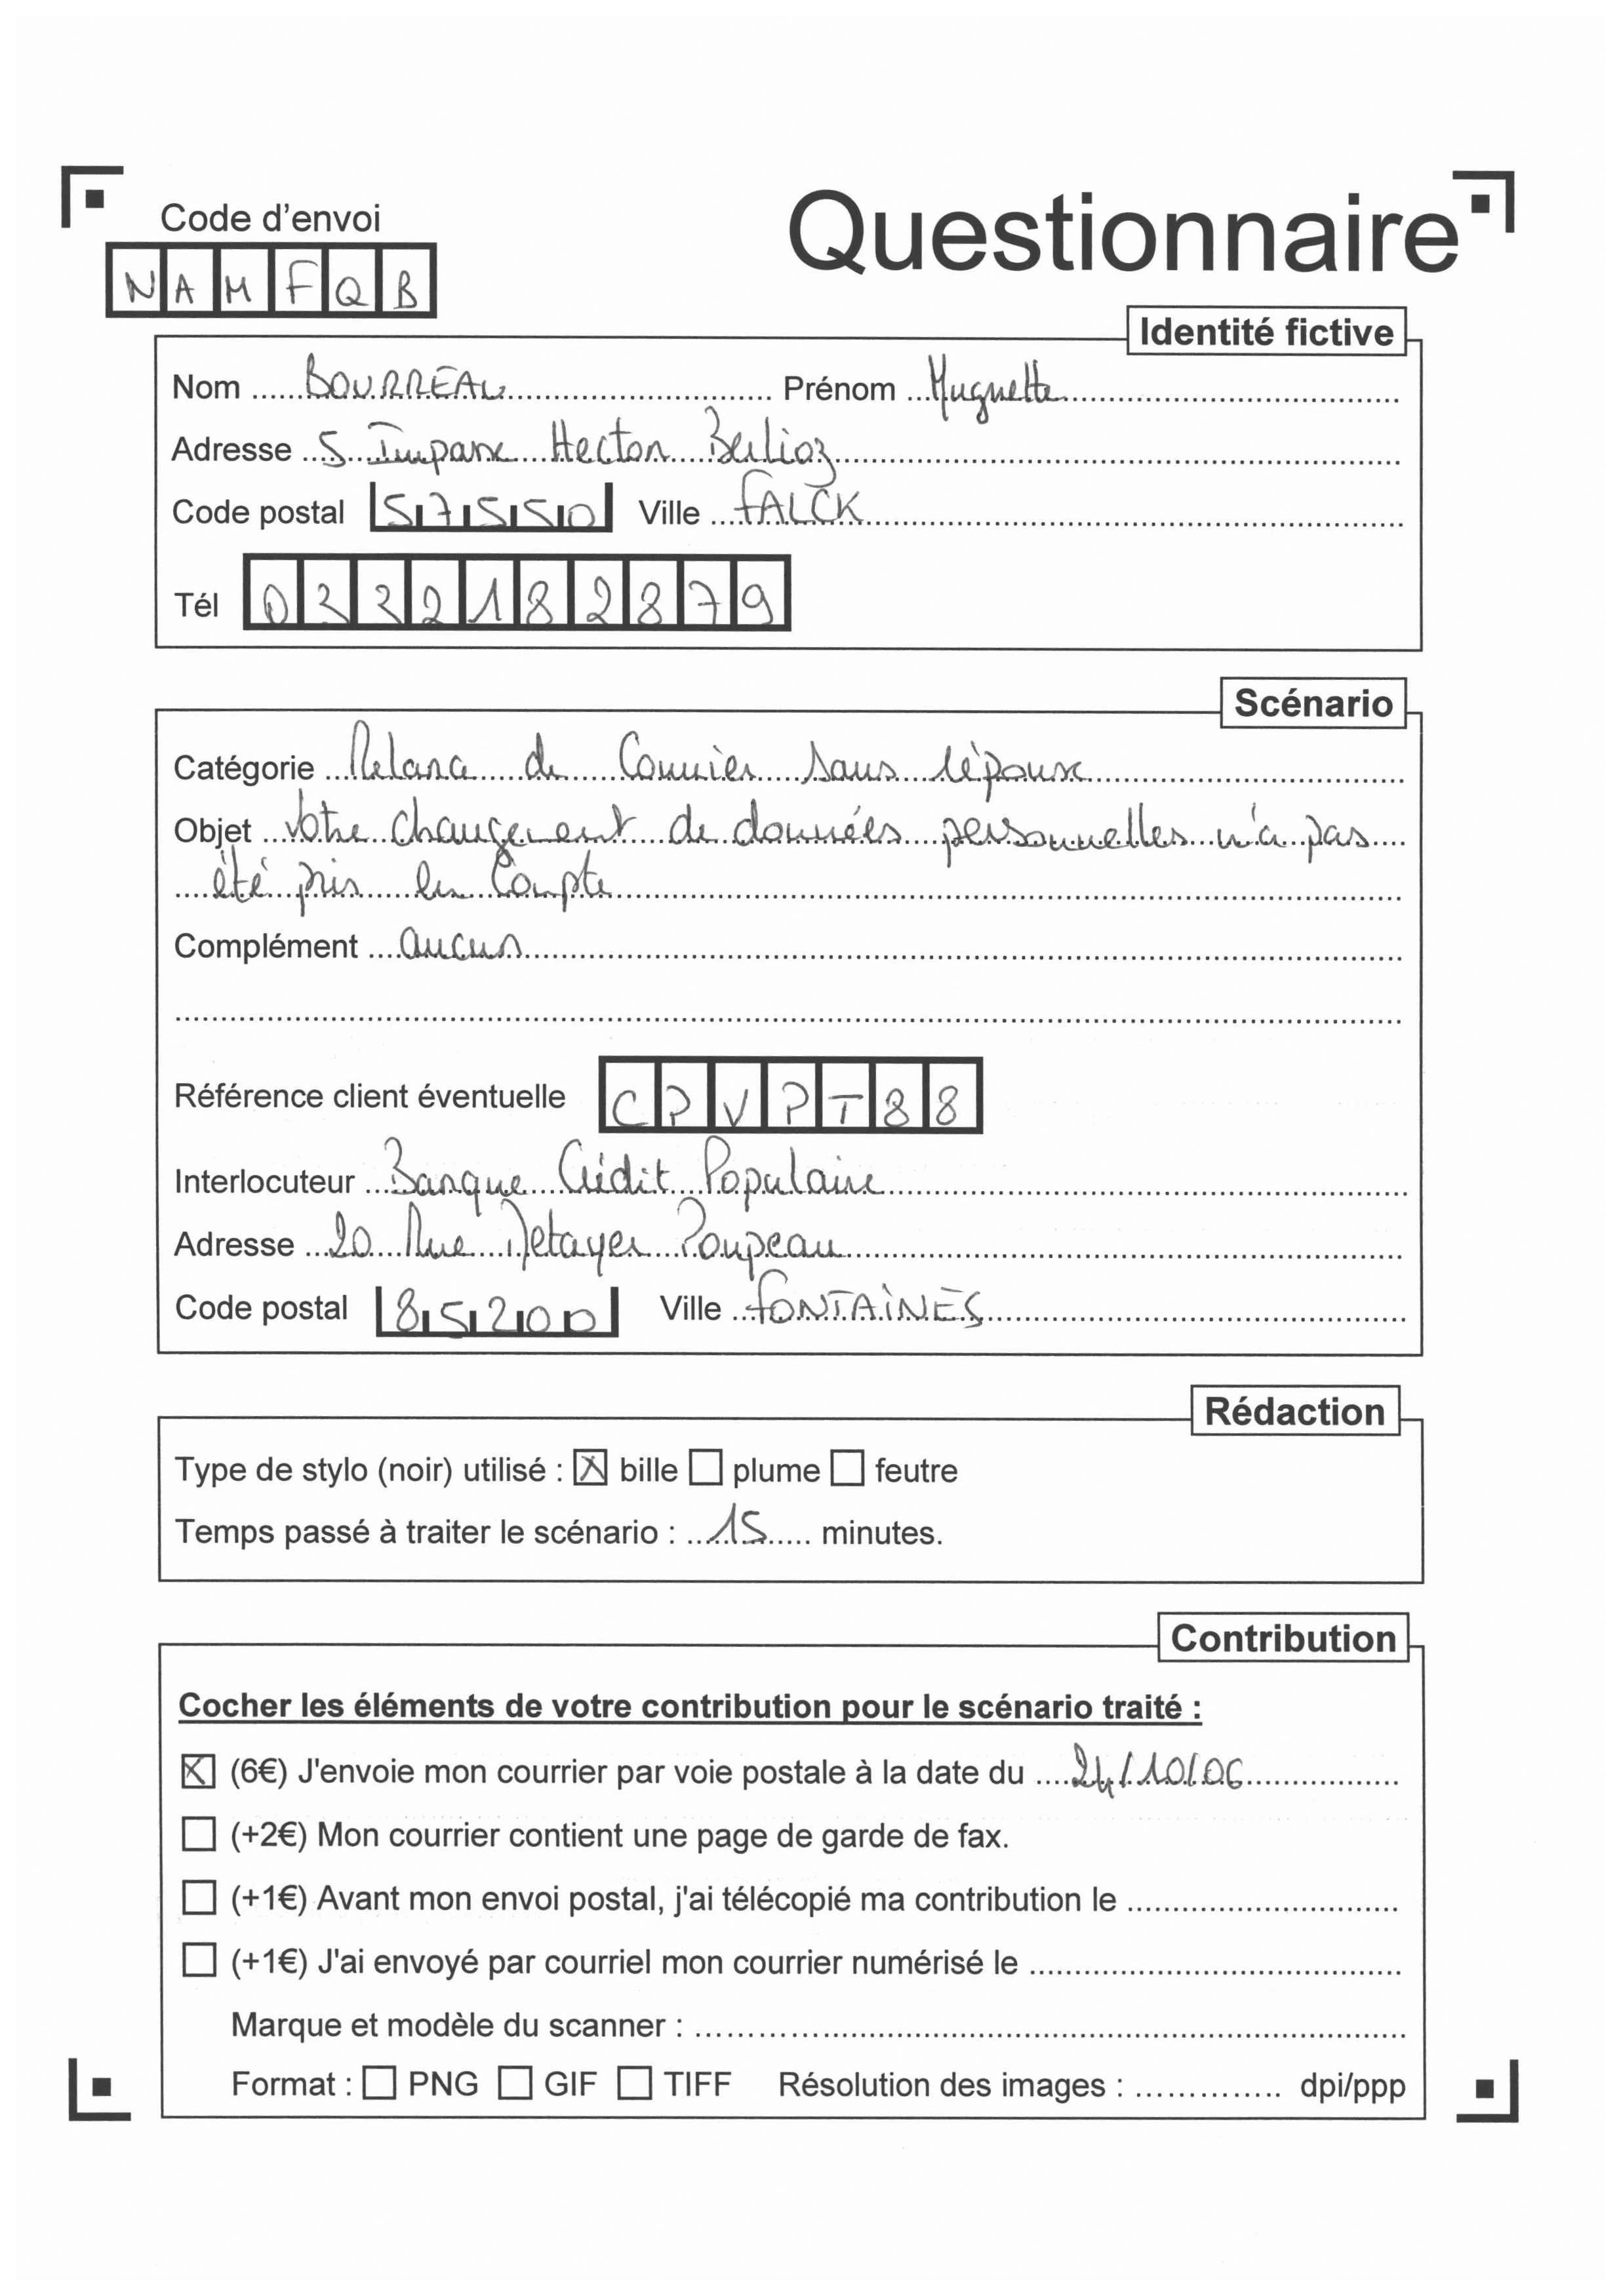 Code d'envoi
Questionnaire
NAMFQB
Identité fictive
Nom BOURREAU Prénom Huguette
Adresse 5 Impasse Hector Berlioz
Code postal 57550 Ville FALCK
Tél 0332182879
Scénario
Catégorie Relance de Courrier sans réponse
Objet Votre changement de données personnelles n'a pas
été pris en Compte
Complément aucun
Référence client éventuelle CPVPT88
Interlocuteur Banque Crédit Populaire
Adresse 20 Rue Poupeau
Code postal 85200 Ville FONTAINES
Rédaction
Type de stylo (noir) utilisé : ☒ bille ☐ plume ☐ feutre
Temps passé à traiter le scénario : 15 minutes.
Contribution
Cocher les éléments de votre contribution pour le scénario traité :
☒ (6€) J'envoie mon courrier par voie postale à la date du 24/10/06
☐ (+2€) Mon courrier contient une page de garde de fax.
☐ (+1€) Avant mon envoi postal, j'ai télécopié ma contribution le
☐ (+1€) J'ai envoyé par courriel mon courrier numérisé le
Marque et modèle du scanner :
Format : ☐ PNG ☐ GIF ☐ TIFF Résolution des images : dpi/ppp